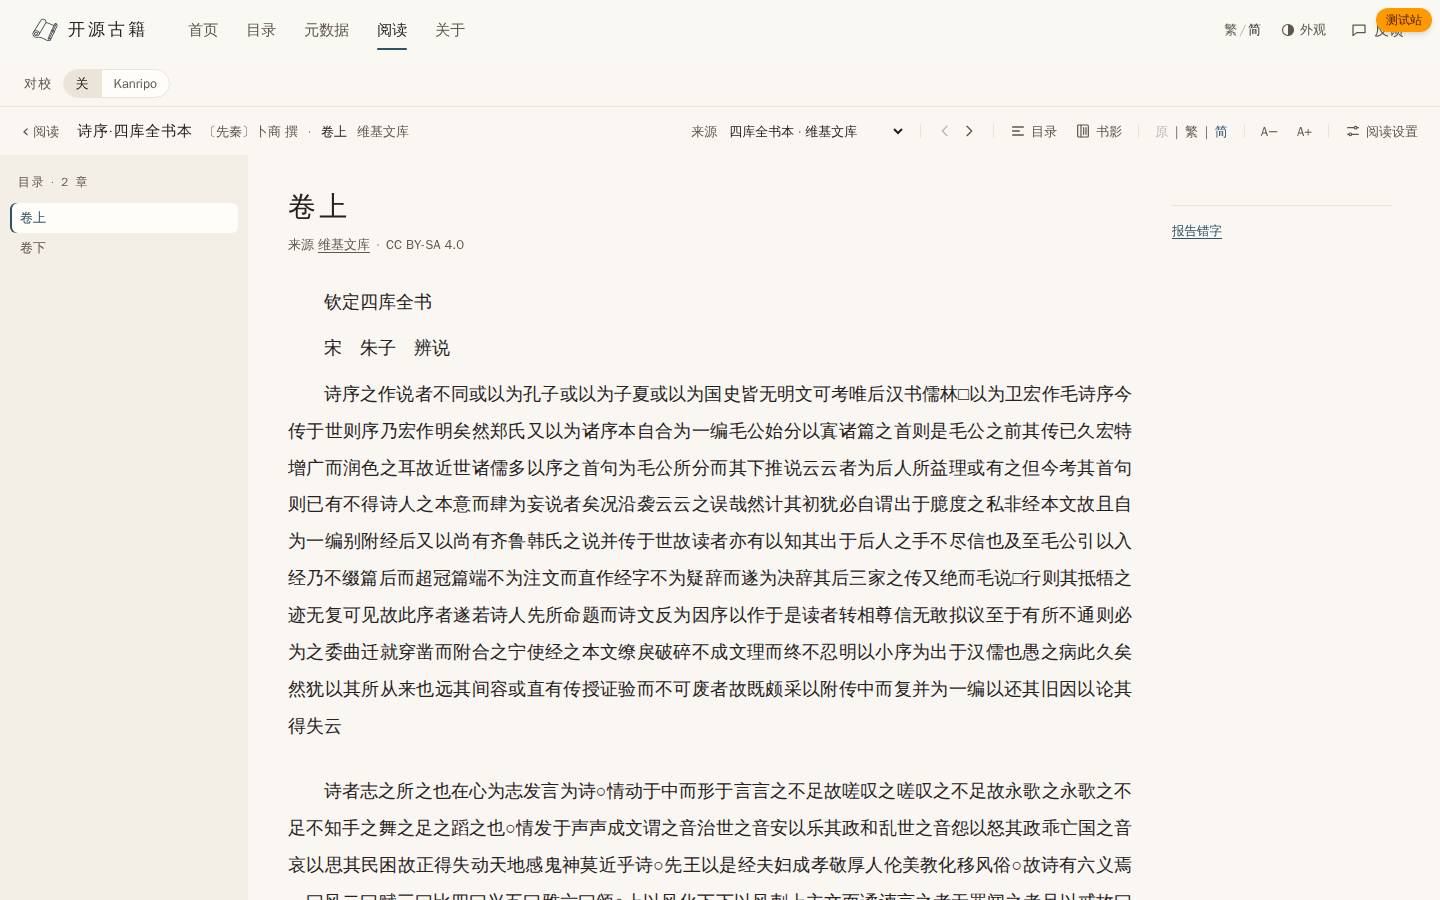 开源古籍 首页 目录 元数据 阅读 关于 繁/简 外观 测试站
对校 关 Kanripo
阅读 诗序·四库全书本 〔先秦〕卜商 撰 · 卷上 维基文库 来源 四库全书本 · 维基文库 目录 书影 原 | 繁 | 简 A− A+ 阅读设置
目录 · 2 章
卷上
卷下
卷上
来源 维基文库 · CC BY-SA 4.0
报告错字
钦定四库全书
宋 朱子 辨说
诗序之作说者不同或以为孔子或以为子夏或以为国史皆无明文可考唯后汉书儒林□以为卫宏作毛诗序今
传于世则序乃宏作明矣然郑氏又以为诸序本自合为一编毛公始分以寘诸篇之首则是毛公之前其传已久宏特
增广而润色之耳故近世诸儒多以序之首句为毛公所分而其下推说云云者为后人所益理或有之但今考其首句
则已有不得诗人之本意而肆为妄说者矣况沿袭云云之误哉然计其初犹必自谓出于臆度之私非经本文故且自
为一编别附经后又以尚有齐鲁韩氏之说并传于世故读者亦有以知其出于后人之手不尽信也及至毛公引以入
经乃不缀篇后而超冠篇端不为注文而直作经字不为疑辞而遂为决辞其后三家之传又绝而毛说□行则其抵牾之
迹无复可见故此序者遂若诗人先所命题而诗文反为因序以作于是读者转相尊信无敢拟议至于有所不通则必
为之委曲迁就穿凿而附合之宁使经之本文缭戾破碎不成文理而终不忍明以小序为出于汉儒也愚之病此久矣
然犹以其所从来也远其间容或直有传授证验而不可废者故既颇采以附传中而复并为一编以还其旧因以论其
得失云
诗者志之所之也在心为志发言为诗○情动于中而形于言言之不足故嗟叹之嗟叹之不足故永歌之永歌之不
足不知手之舞之足之蹈之也○情发于声声成文谓之音治世之音安以乐其政和乱世之音怨以怒其政乖亡国之音
哀以思其民困故正得失动天地感鬼神莫近乎诗○先王以是经夫妇成孝敬厚人伦美教化移风俗○故诗有六义焉